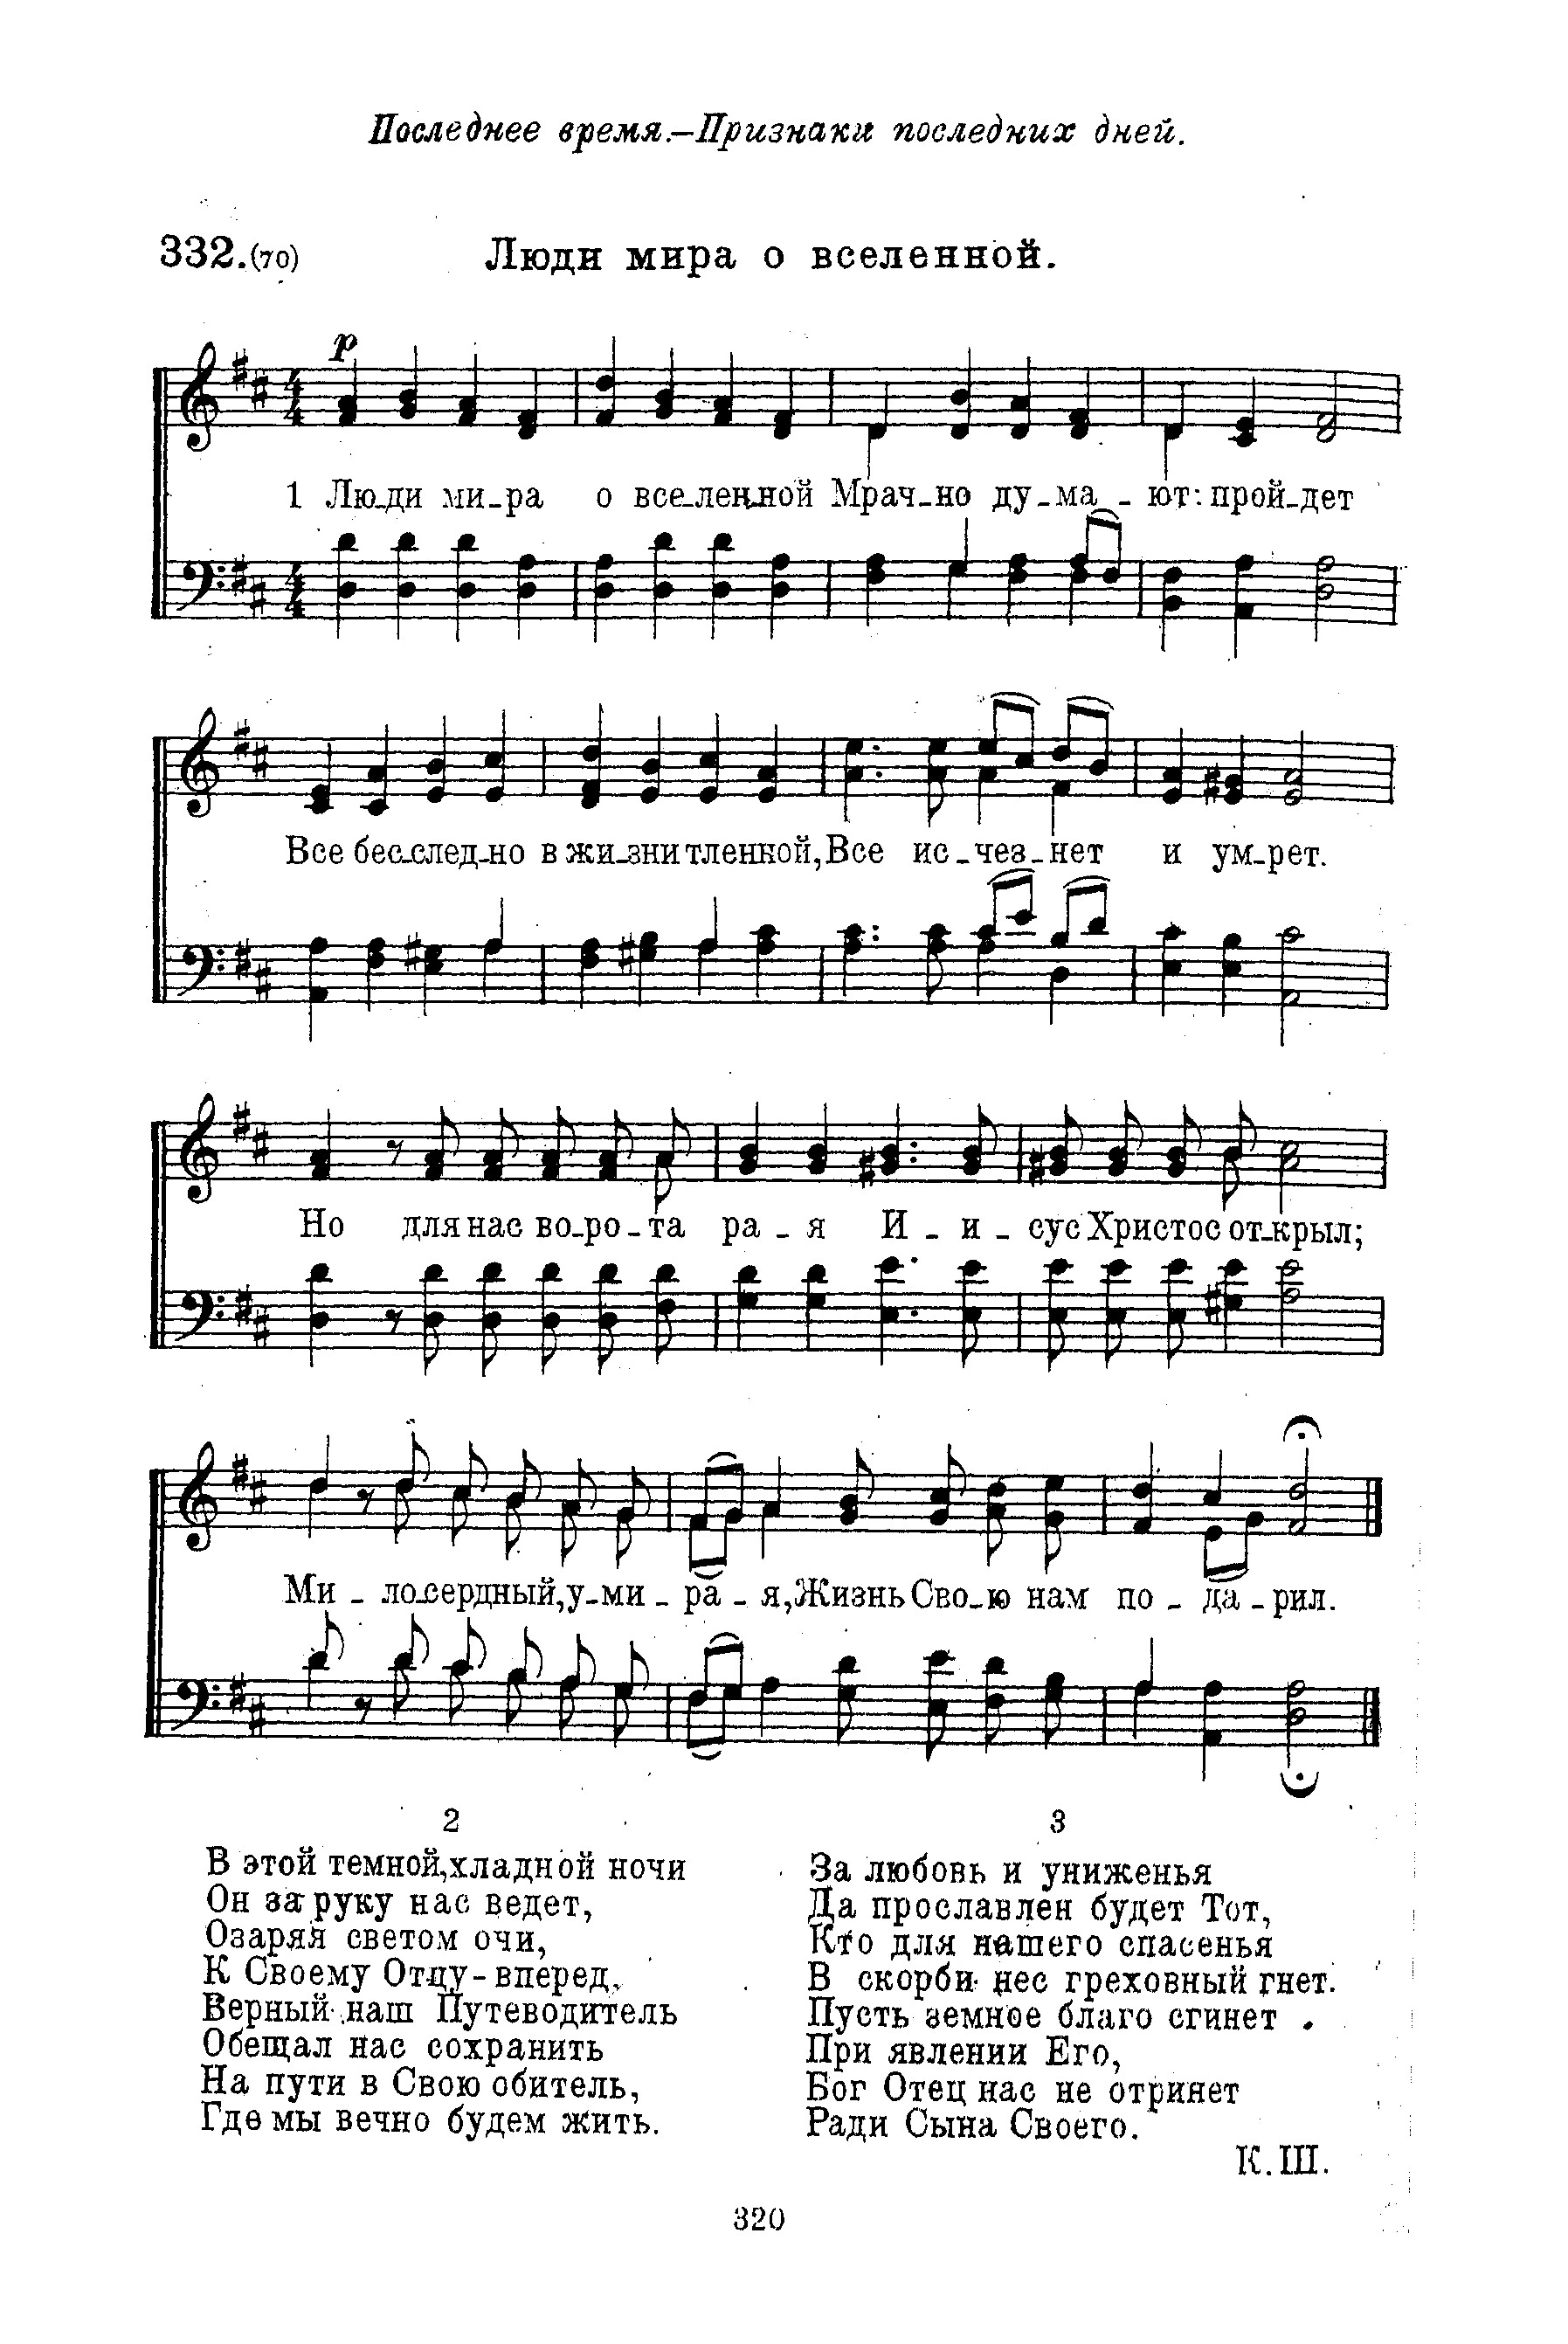 Последнее время.–Признаки последних дней.
332.(70) Люди мира о вселенной.
p
1 Лю-ди ми-ра о все-лен-ной Мрач-но ду-ма-ют: прой-дет
Все бес-след-но в жи-зни тленной, Все ис-чез-нет и ум-рет.
Но для нас во-ро-та ра-я И-и-сус Христос от-крыл;
Ми-ло-сердный, у-ми-ра-я, Жизнь Сво-ю нам по-да-рил.
2
В этой темной, хладной ночи
Он за руку нас ведет,
Озаряя светом очи,
К Своему Отцу-вперед,
Верный наш Путеводитель
Обещал нас сохранить
На пути в Свою обитель,
Где мы вечно будем жить.
3
За любовь и униженья
Да прославлен будет Тот,
Кто для нашего спасенья
В скорби нес греховный гнет.
Пусть земное благо сгинет
При явлении Его,
Бог Отец нас не отринет
Ради Сына Своего.
К.Ш.
320